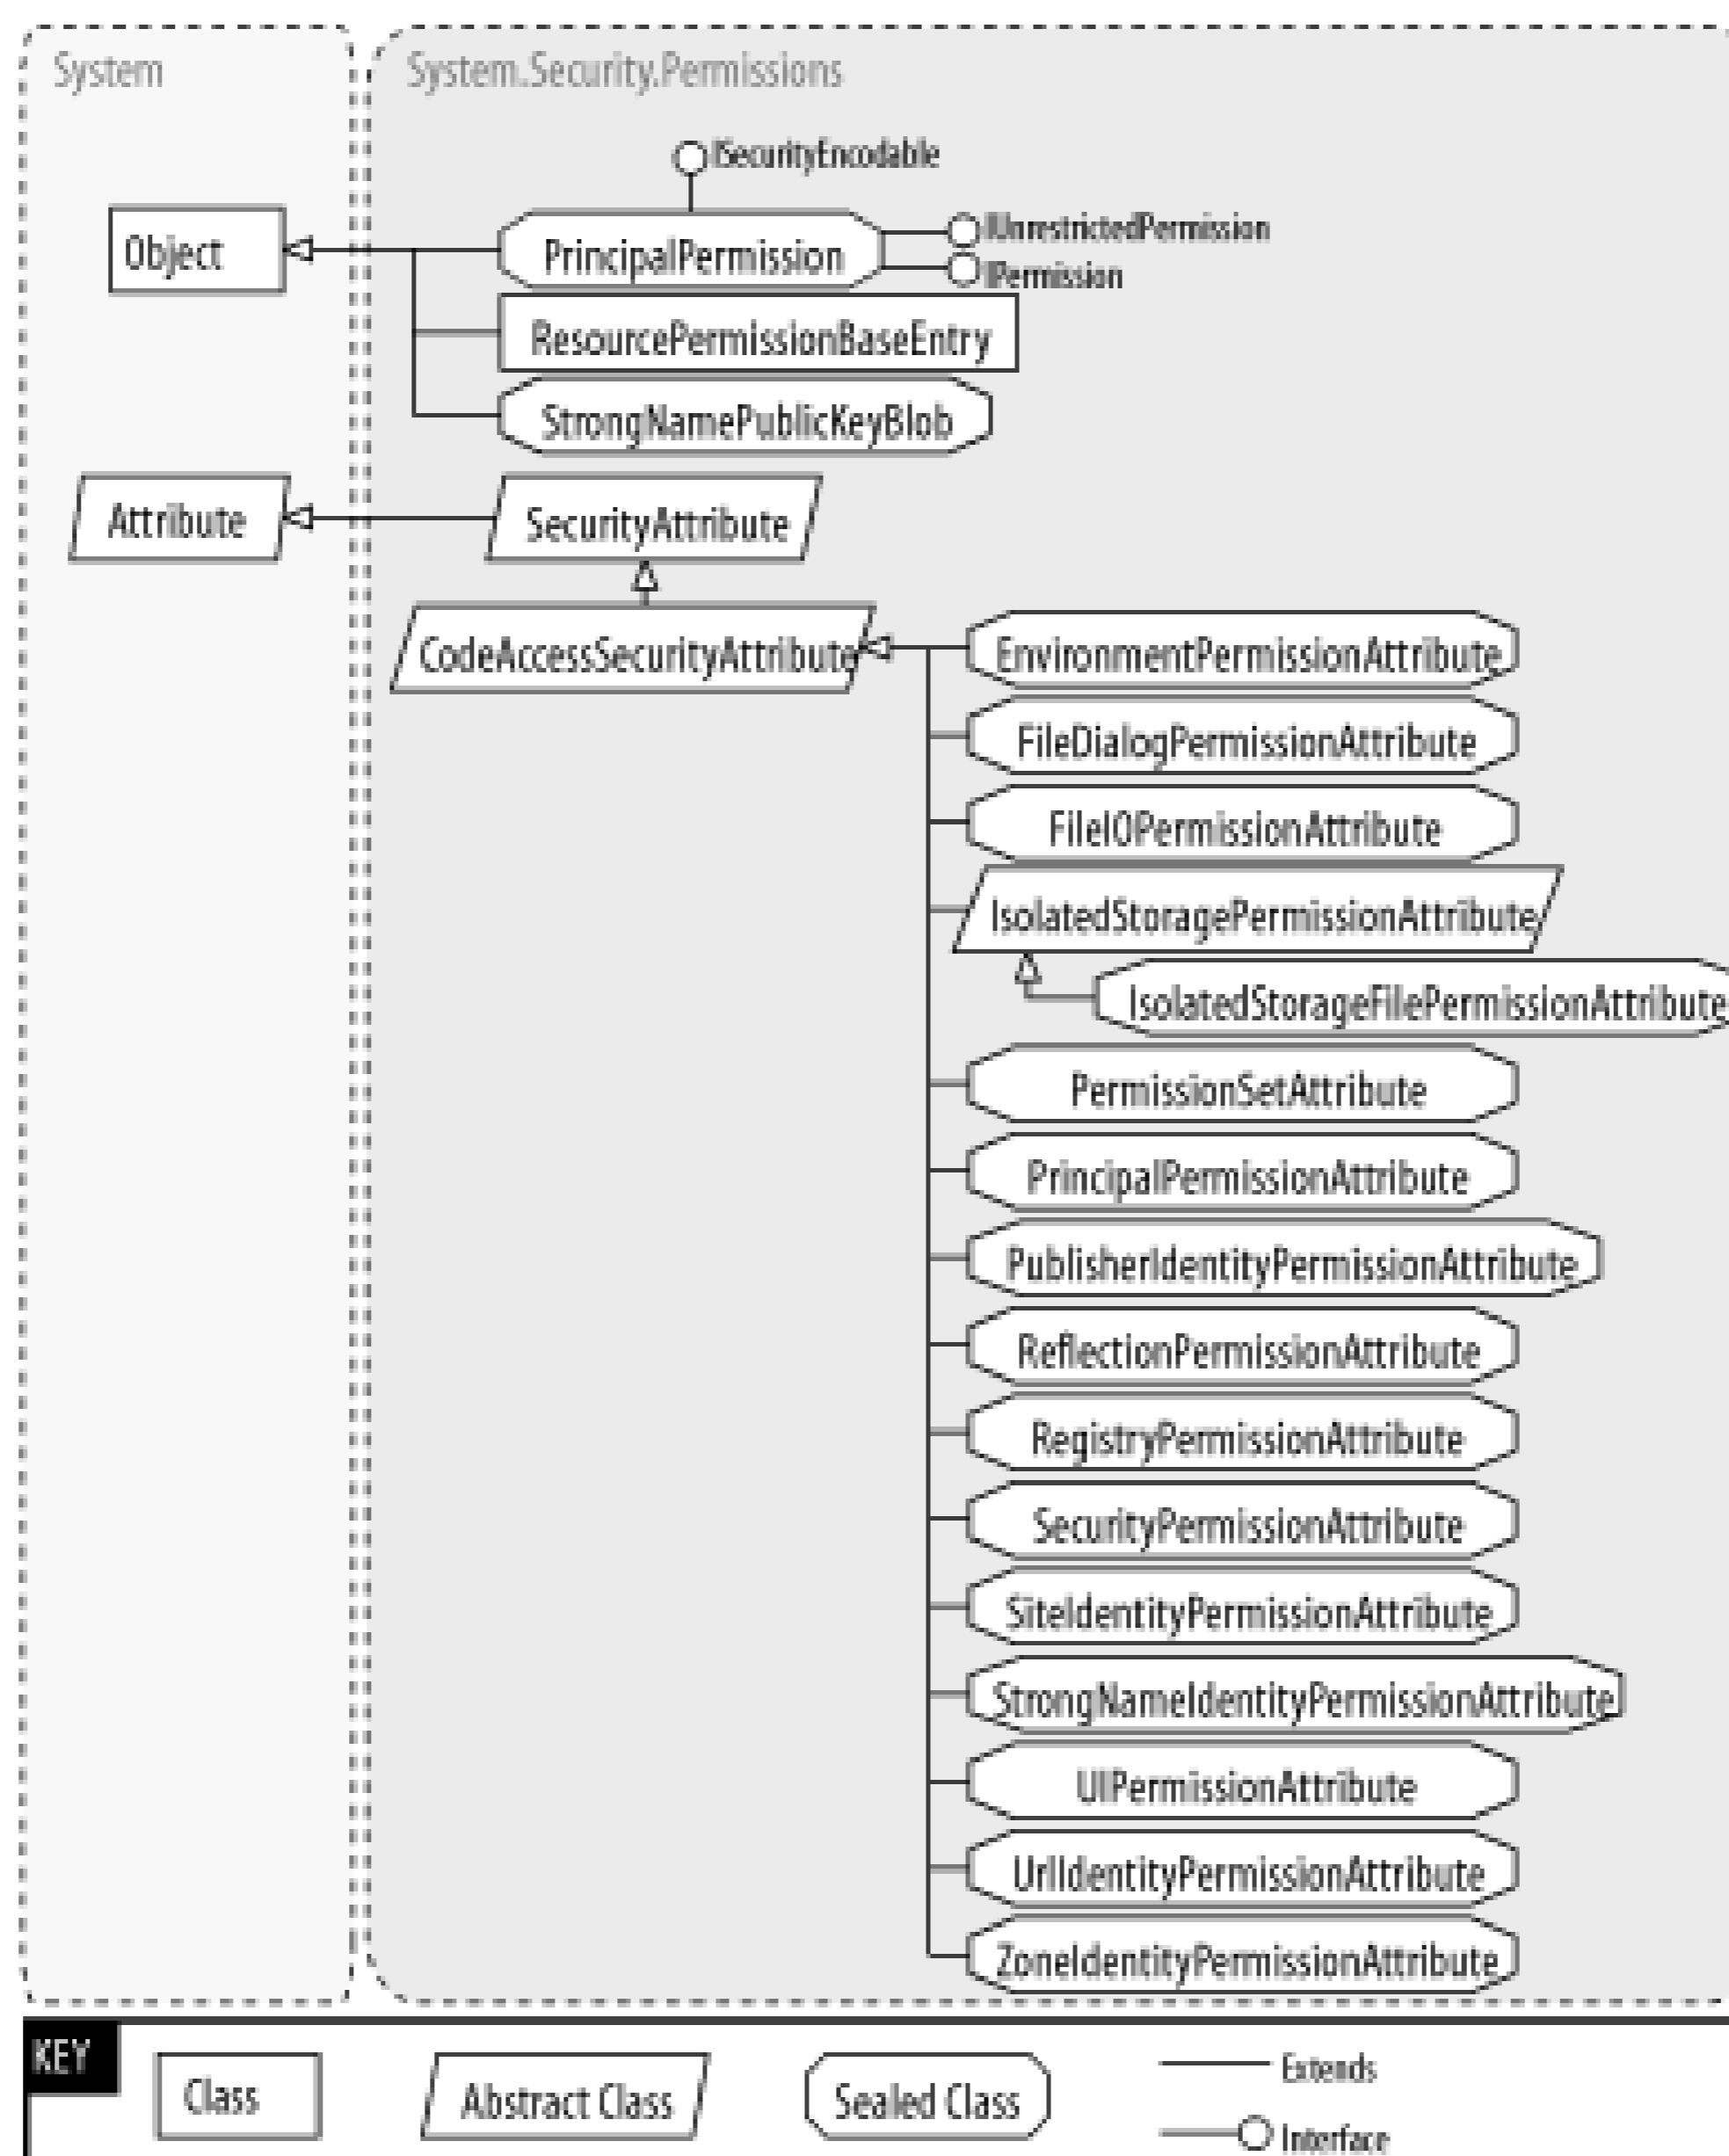 System
System.Security.Permissions
ISecurityEncodable
Object
PrincipalPermission
IUnrestrictedPermission
IPermission
ResourcePermissionBaseEntry
StrongNamePublicKeyBlob
Attribute
SecurityAttribute
CodeAccessSecurityAttribute
EnvironmentPermissionAttribute
FileDialogPermissionAttribute
FileIOPermissionAttribute
IsolatedStoragePermissionAttribute
IsolatedStorageFilePermissionAttribute
PermissionSetAttribute
PrincipalPermissionAttribute
PublisherIdentityPermissionAttribute
ReflectionPermissionAttribute
RegistryPermissionAttribute
SecurityPermissionAttribute
SiteIdentityPermissionAttribute
StrongNameIdentityPermissionAttribute
UIPermissionAttribute
UrlIdentityPermissionAttribute
ZoneIdentityPermissionAttribute
KEY
Class
Abstract Class
Sealed Class
Extends
Interface